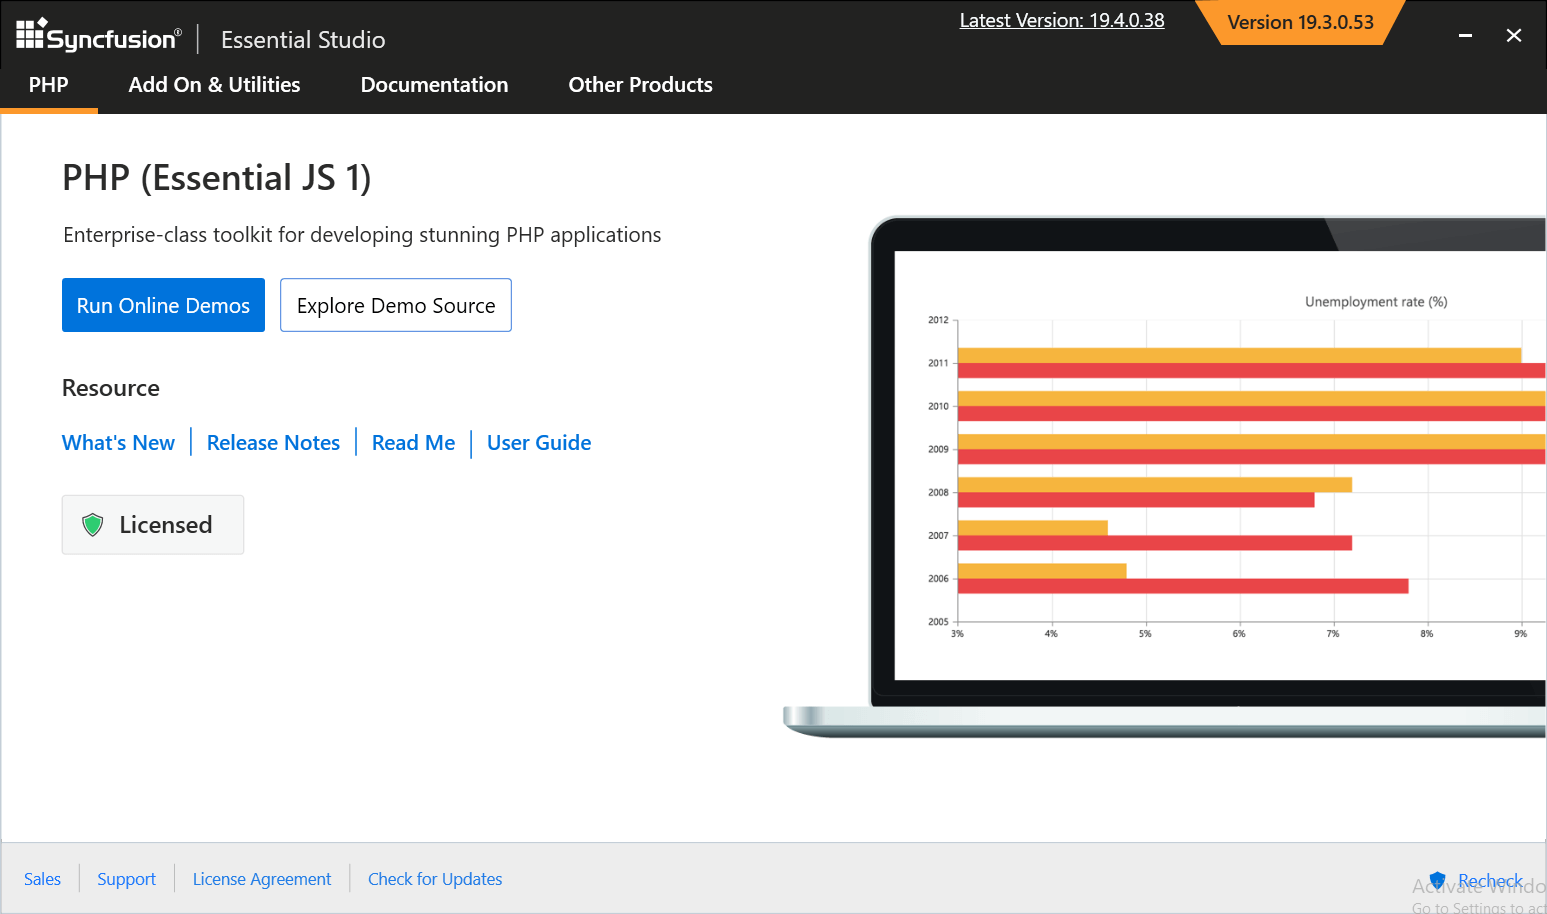 Syncfusion® Essential Studio
Latest Version: 19.4.0.38
Version 19.3.0.53
PHP
Add On & Utilities
Documentation
Other Products
PHP (Essential JS 1)
Enterprise-class toolkit for developing stunning PHP applications
Run Online Demos
Explore Demo Source
Resource
What's New
Release Notes
Read Me
User Guide
Licensed
Unemployment rate (%)
2012
2011
2010
2009
2008
2007
2006
2005
3% 4% 5% 6% 7% 8% 9%
Sales
Support
License Agreement
Check for Updates
Recheck
Activate Windo
Go to Settings to act